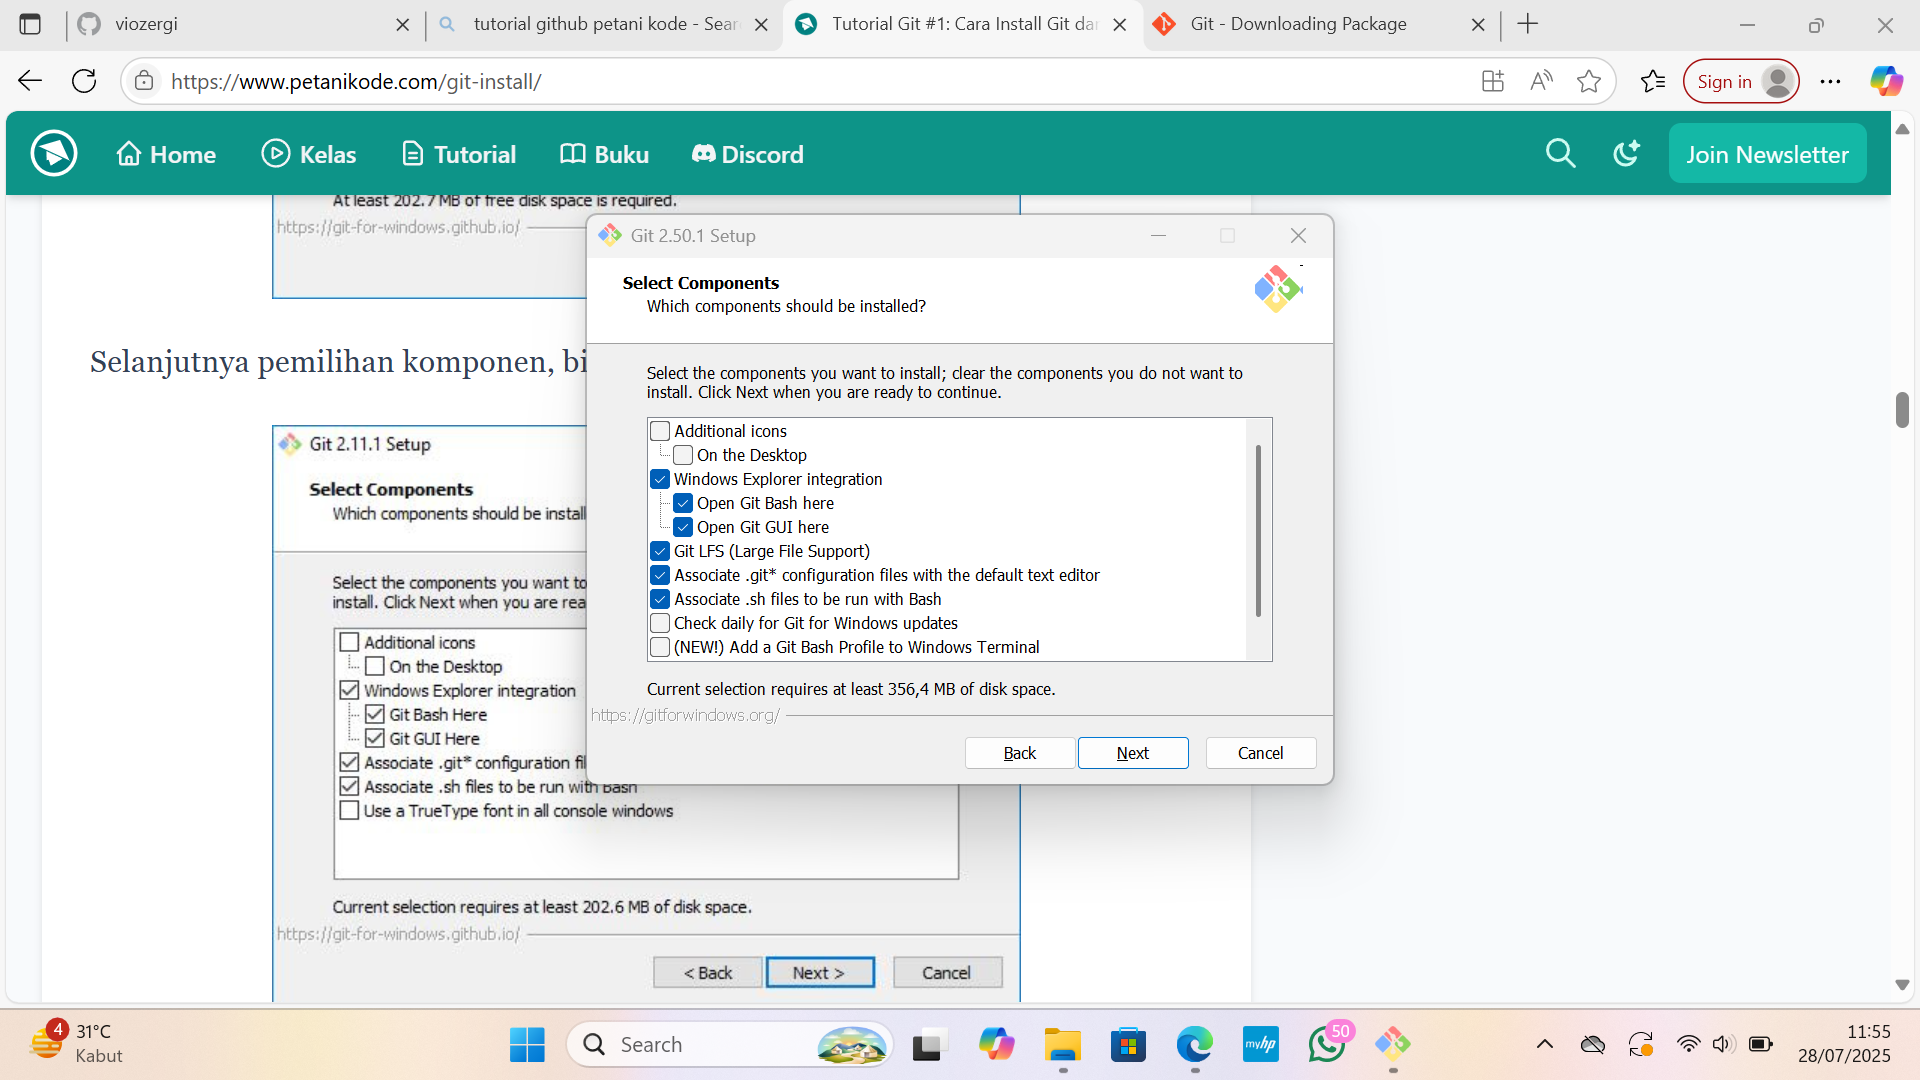 viozergi
tutorial github petani kode - Sear
Tutorial Git #1: Cara Install Git da
Git - Downloading Package
https://www.petanikode.com/git-install/
Sign in
Home
Kelas
Tutorial
Buku
Discord
Join Newsletter
At least 202.7 MB of free disk space is required.
https://git-for-windows.github.io/
Selanjutnya pemilihan komponen, bi
Git 2.11.1 Setup
Select Components
Which components should be install
Select the components you want to
install. Click Next when you are rea
Additional icons
On the Desktop
Windows Explorer integration
Git Bash Here
Git GUI Here
Associate .git* configuration fil
Associate .sh files to be run with Bash
Use a TrueType font in all console windows
Current selection requires at least 202.6 MB of disk space.
https://git-for-windows.github.io/
< Back
Next >
Cancel
Git 2.50.1 Setup
Select Components
Which components should be installed?
Select the components you want to install; clear the components you do not want to
install. Click Next when you are ready to continue.
Additional icons
On the Desktop
Windows Explorer integration
Open Git Bash here
Open Git GUI here
Git LFS (Large File Support)
Associate .git* configuration files with the default text editor
Associate .sh files to be run with Bash
Check daily for Git for Windows updates
(NEW!) Add a Git Bash Profile to Windows Terminal
Current selection requires at least 356,4 MB of disk space.
https://gitforwindows.org/
Back
Next
Cancel
4
31°C
Kabut
Search
myhp
50
11:55
28/07/2025